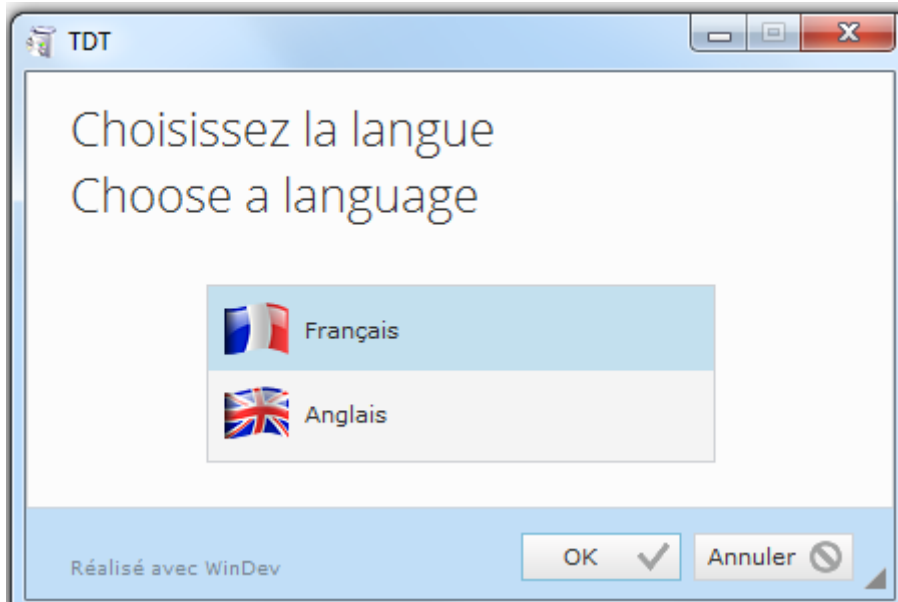 TDT
Choisissez la langue
Choose a language
Français
Anglais
Réalisé avec WinDev
OK
Annuler